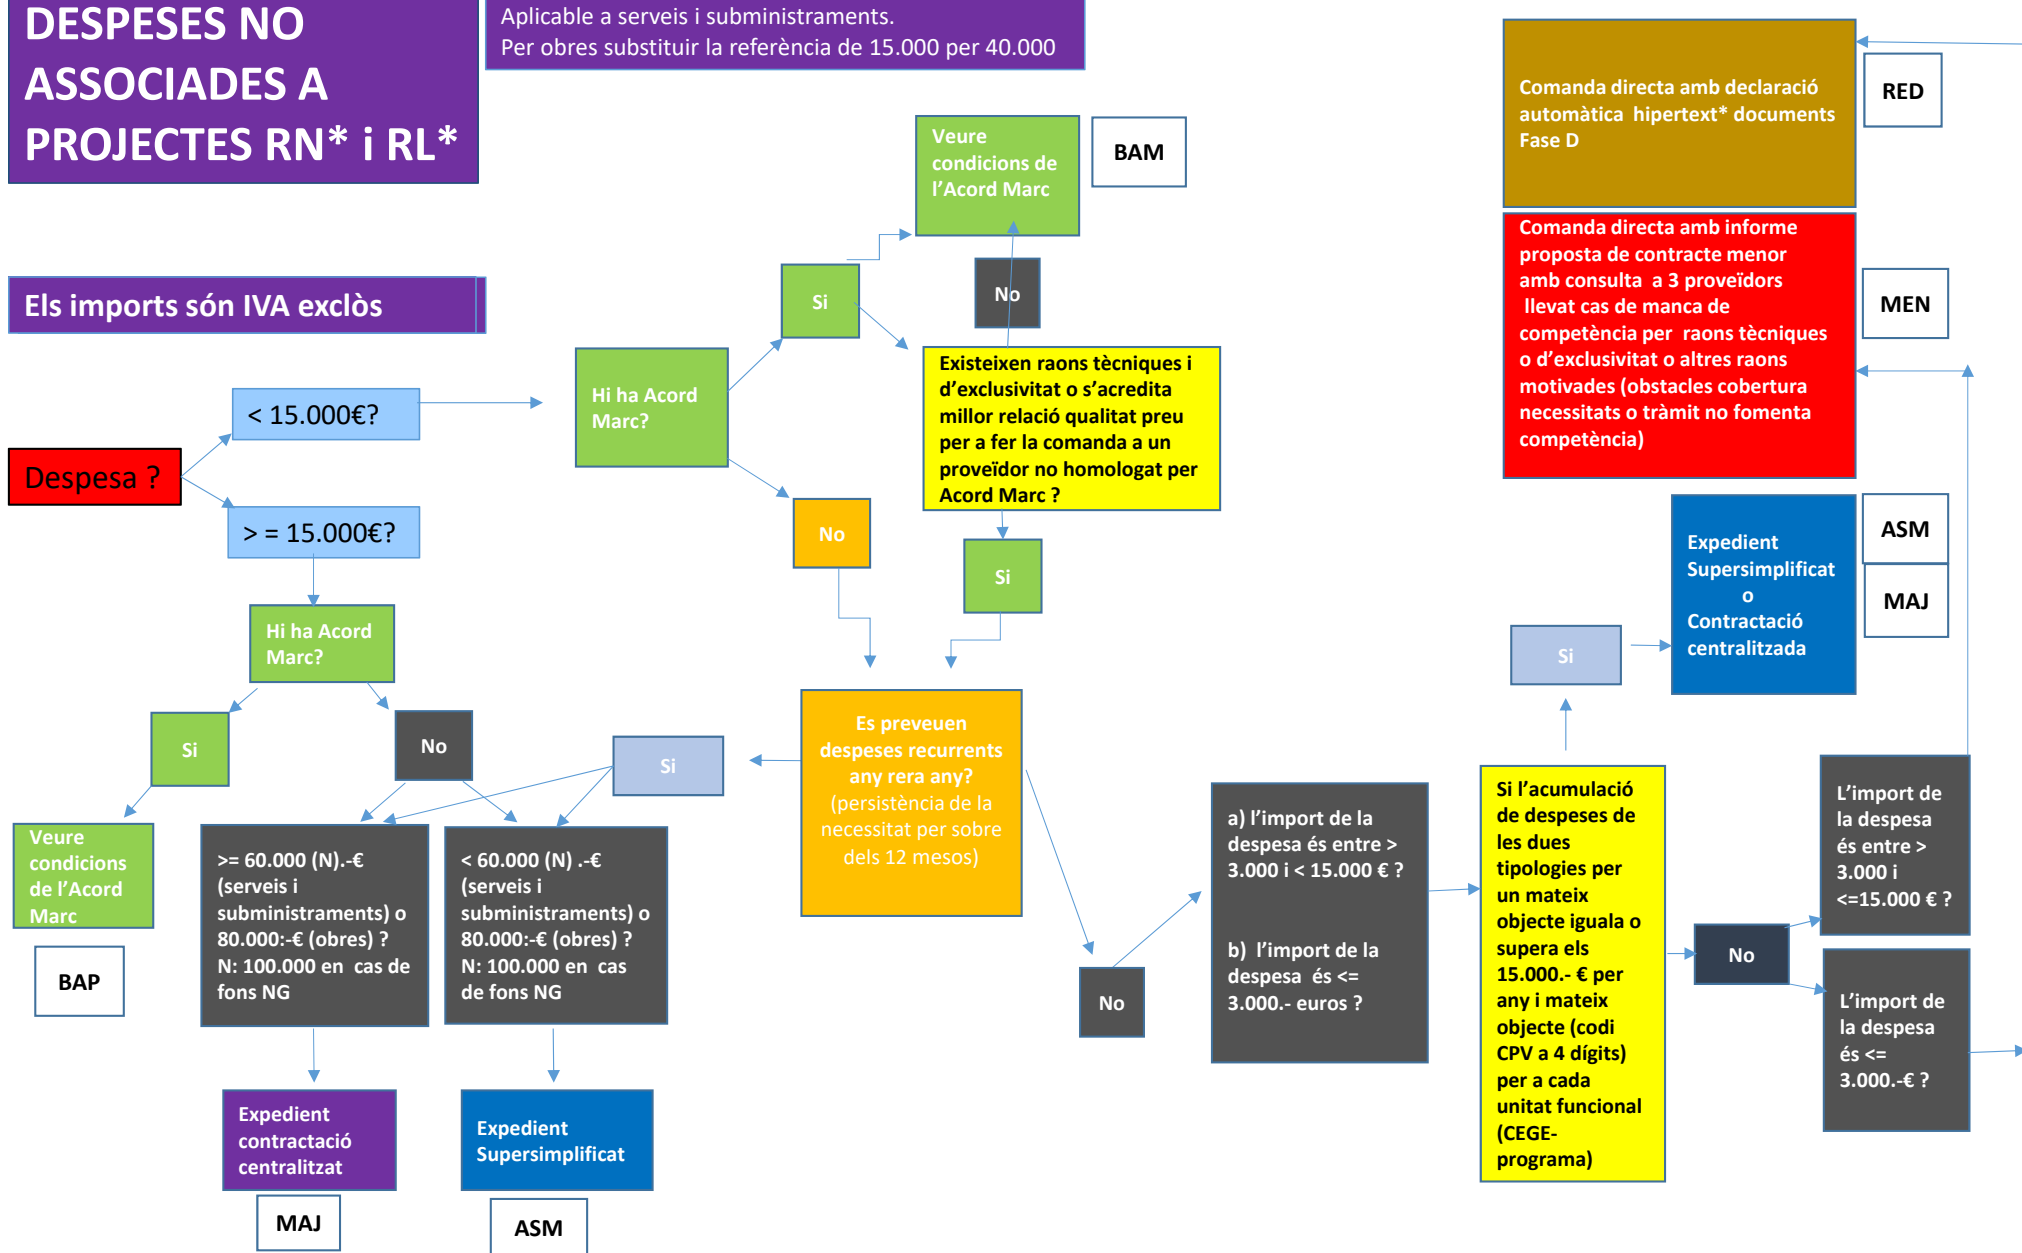 DESPESES NO
ASSOCIADES A
PROJECTES RN* i RL*
Aplicable a serveis i subministraments.
Per obres substituir la referència de 15.000 per 40.000
Els imports són IVA exclòs
Despesa ?
< 15.000€?
> = 15.000€?
Hi ha Acord
Marc?
Si
No
Veure
condicions de
l'Acord Marc
BAM
No
Existeixen raons tècniques i
d'exclusivitat o s'acredita
millor relació qualitat preu
per a fer la comanda a un
proveïdor no homologat per
Acord Marc ?
Si
Hi ha Acord
Marc?
Si
No
Veure
condicions
de l'Acord
Marc
BAP
>= 60.000 (N).-€
(serveis i
subministraments) o
80.000:-€ (obres) ?
N: 100.000 en  cas de
fons NG
< 60.000 (N) .-€
(serveis i
subministraments) o
80.000:-€ (obres) ?
N: 100.000 en  cas
de fons NG
Expedient
contractació
centralitzat
MAJ
Expedient
Supersimplificat
ASM
Si
Es preveuen
despeses recurrents
any rera any?
(persistència de la
necessitat per sobre
dels 12 mesos)
No
a) l'import de la
despesa és entre >
3.000 i < 15.000 € ?
b)  l'import de la
despesa  és <=
3.000.- euros ?
Si l'acumulació
de despeses de
les dues
tipologies per
un mateix
objecte iguala o
supera els
15.000.- € per
any i mateix
objecte (codi
CPV a 4 dígits)
per a cada
unitat funcional
(CEGE-
programa)
Si
Expedient
Supersimplificat
o
Contractació
centralitzada
ASM
MAJ
No
L'import de
la despesa
és entre >
3.000 i
<=15.000 € ?
L'import de
la despesa
és <=
3.000.-€ ?
Comanda directa amb declaració
automàtica  hipertext* documents
Fase D
RED
Comanda directa amb informe
proposta de contracte menor
amb consulta  a 3 proveïdors
llevat cas de manca de
competència per  raons tècniques
o d'exclusivitat o altres raons
motivades (obstacles cobertura
necessitats o tràmit no fomenta
competència)
MEN